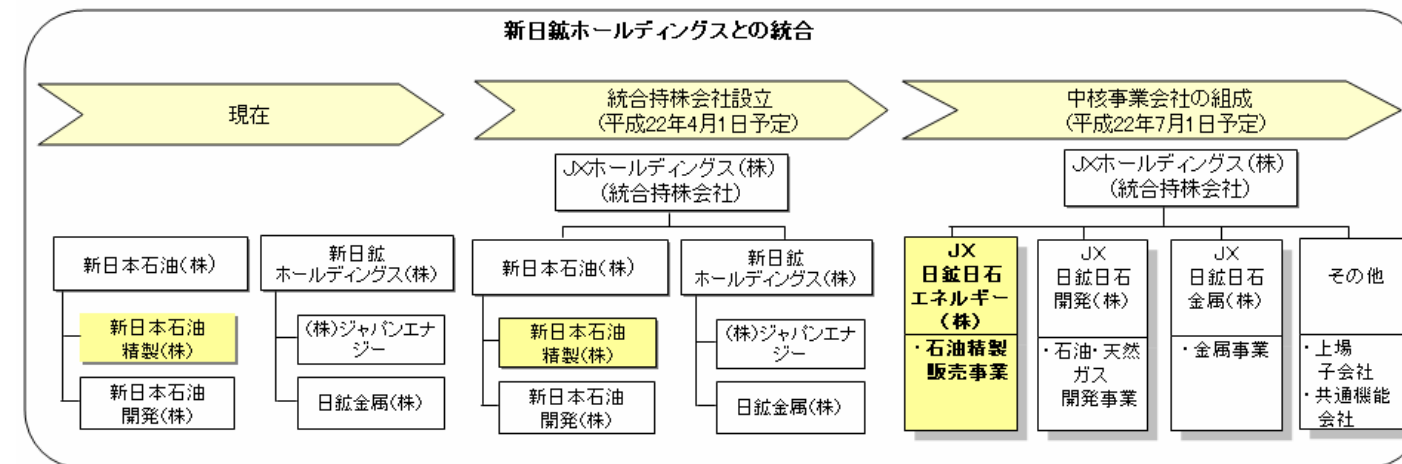 新日鉱ホールディングスとの統合
現在
統合持株会社設立
(平成22年4月1日予定)
中核事業会社の組成
(平成22年7月1日予定)
新日本石油(株)
新日鉱
ホールディングス(株)
新日本石油
精製(株)
(株)ジャパンエナ
ジー
新日本石油
開発(株)
日鉱金属(株)
JXホールディングス(株)
(統合持株会社)
新日本石油(株)
新日鉱
ホールディングス(株)
新日本石油
精製(株)
(株)ジャパンエナ
ジー
新日本石油
開発(株)
日鉱金属(株)
JXホールディングス(株)
(統合持株会社)
JX
日鉱日石
エネルギー
(株)
・石油精製
販売事業
JX
日鉱日石
開発(株)
・石油・天然
ガス
開発事業
JX
日鉱日石
金属(株)
・金属事業
その他
・上場
子会社
・共通機能
会社